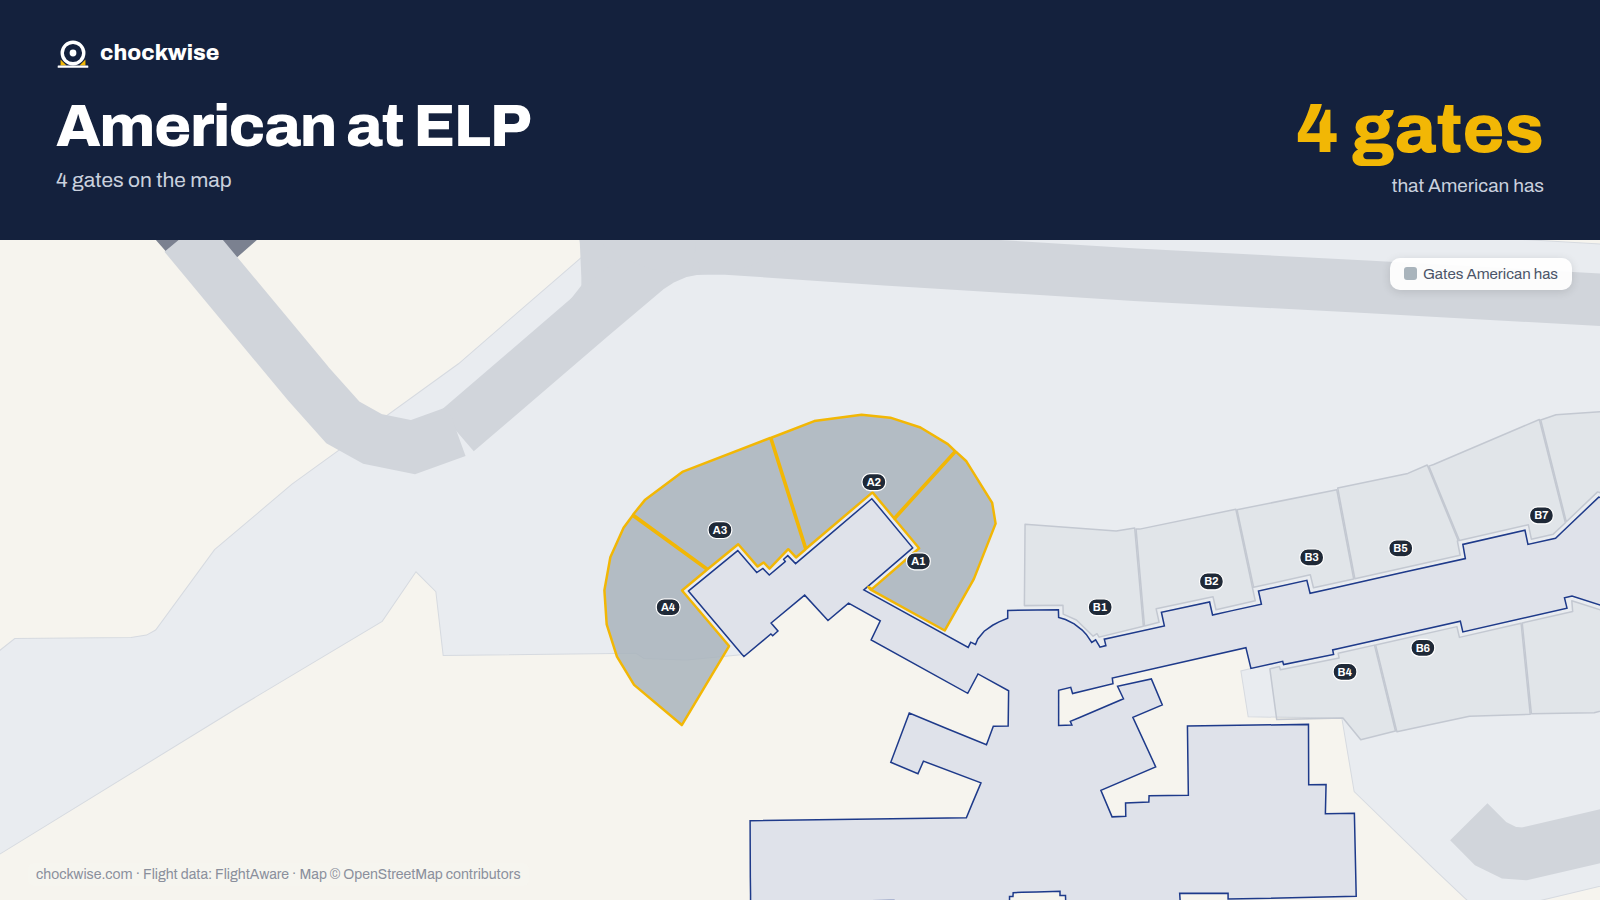 chockwise
American at ELP
4 gates on the map
4 gates
that American has
Gates American has
A2
A3
A1
A4
B7
B5
B3
B2
B1
B6
B4
chockwise.com · Flight data: FlightAware · Map © OpenStreetMap contributors